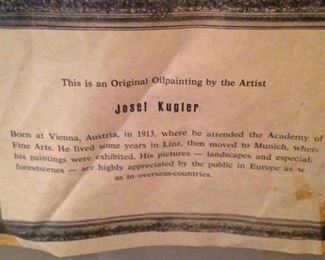 This is an Original Oilpainting by the Artist
Josef Kugler
Born at Vienna, Austria, in 1913, where he attended the Academy of
Fine Arts. He lived some years in Linz, then moved to Munich, wher
his paintings were exhibited. His pictures — landscapes and especial
forestscenes — are highly appreciated by the public in Europe as w
as in overseas-countries.